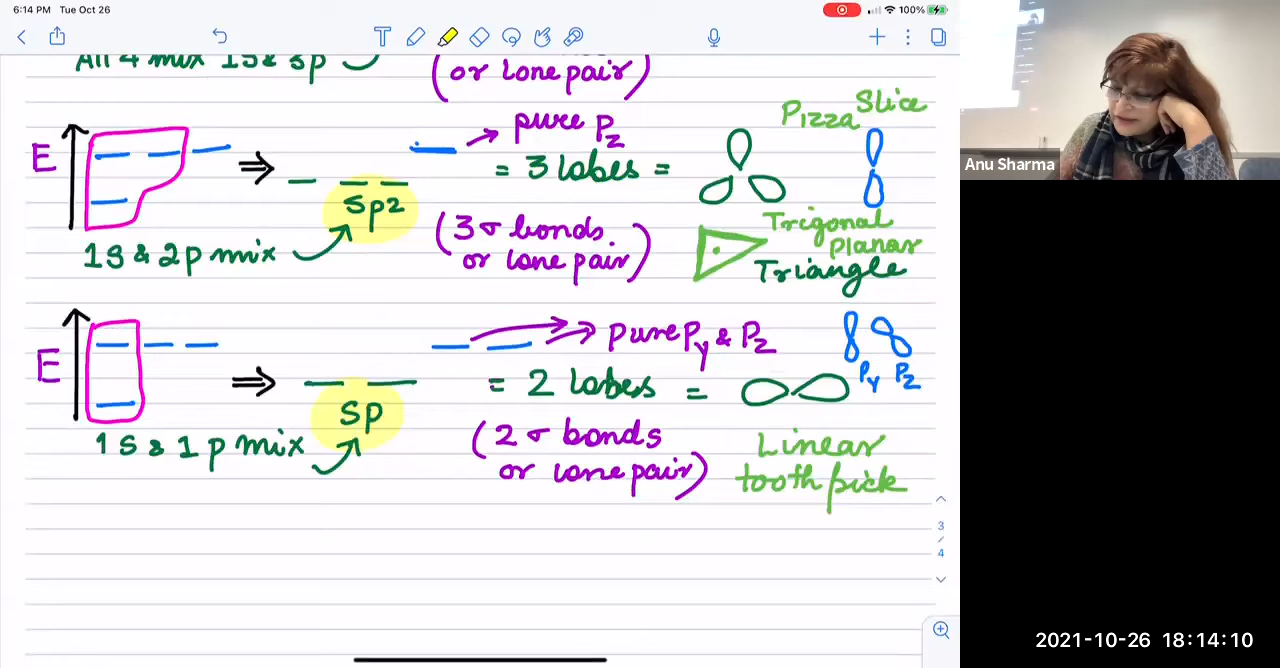 6:14 PM Tue Oct 26
100%
All 4 mix 1S & 3p
(or lone pair)
Pizza Slice
E
→ pure Pz
= 3 lobes =
Sp2
1S & 2p mix
(3σ bonds
or lone pair)
Trigonal
Planar
Triangle
E
pure Py & Pz
Py Pz
= 2 lobes =
Sp
1S & 1p mix
(2σ bonds
or lone pair)
Linear
tooth pick
3
/
4
Anu Sharma
2021-10-26 18:14:10